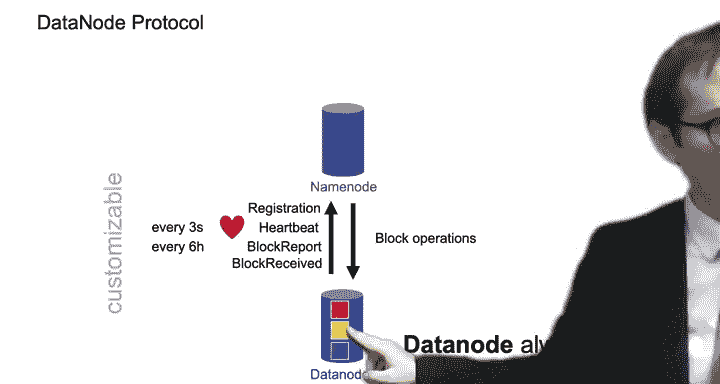 DataNode Protocol
customizable
Namenode
Registration
every 3s Heartbeat
every 6h BlockReport
BlockReceived
Block operations
Datanode